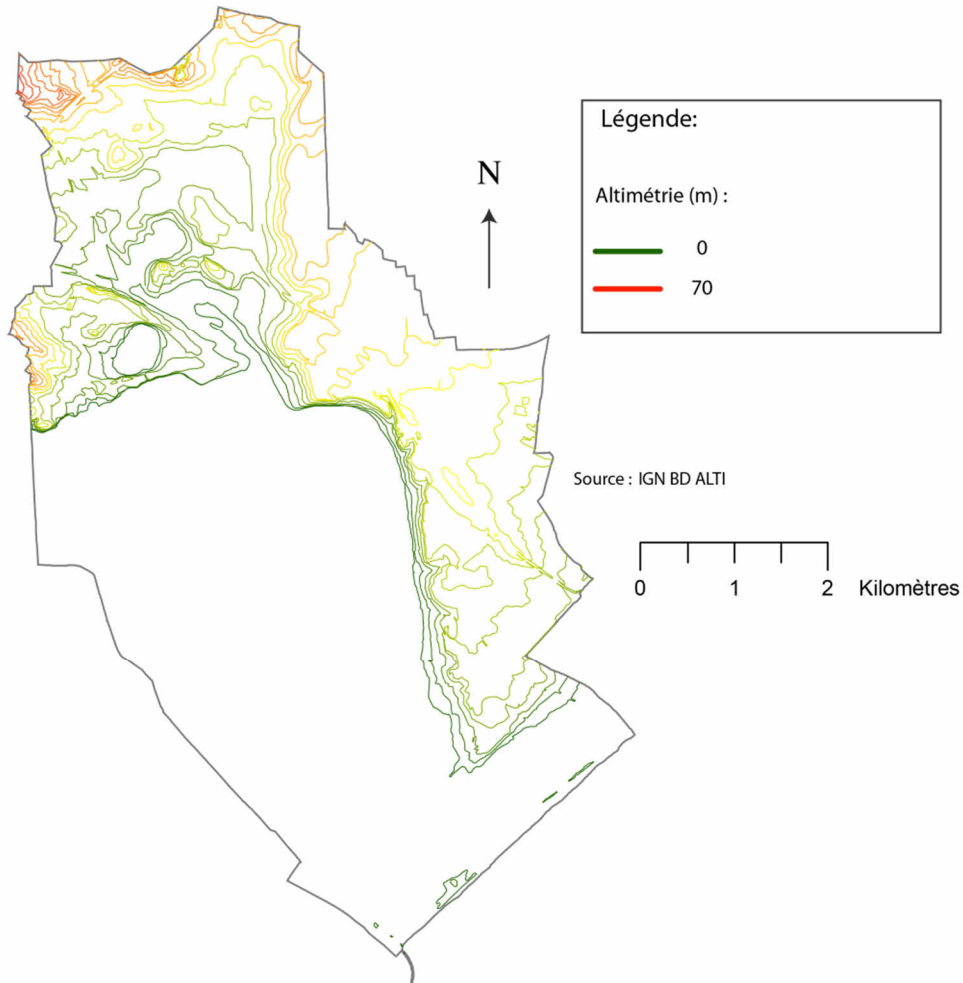 Légende:
N
Altimétrie (m) :
0
70
Source : IGN BD ALTI
0 1 2 Kilomètres